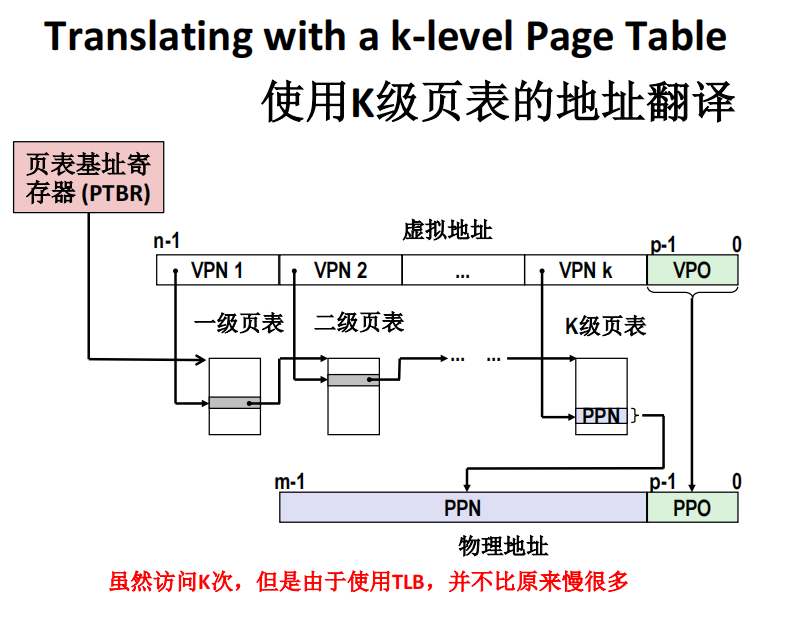 Translating with a k-level Page Table
使用K级页表的地址翻译
页表基址寄
存器 (PTBR)
虚拟地址
n-1 p-1 0
VPN 1 VPN 2 ... VPN k VPO
一级页表 二级页表 K级页表
... ...
PPN
m-1 p-1 0
PPN PPO
物理地址
虽然访问K次，但是由于使用TLB，并不比原来慢很多